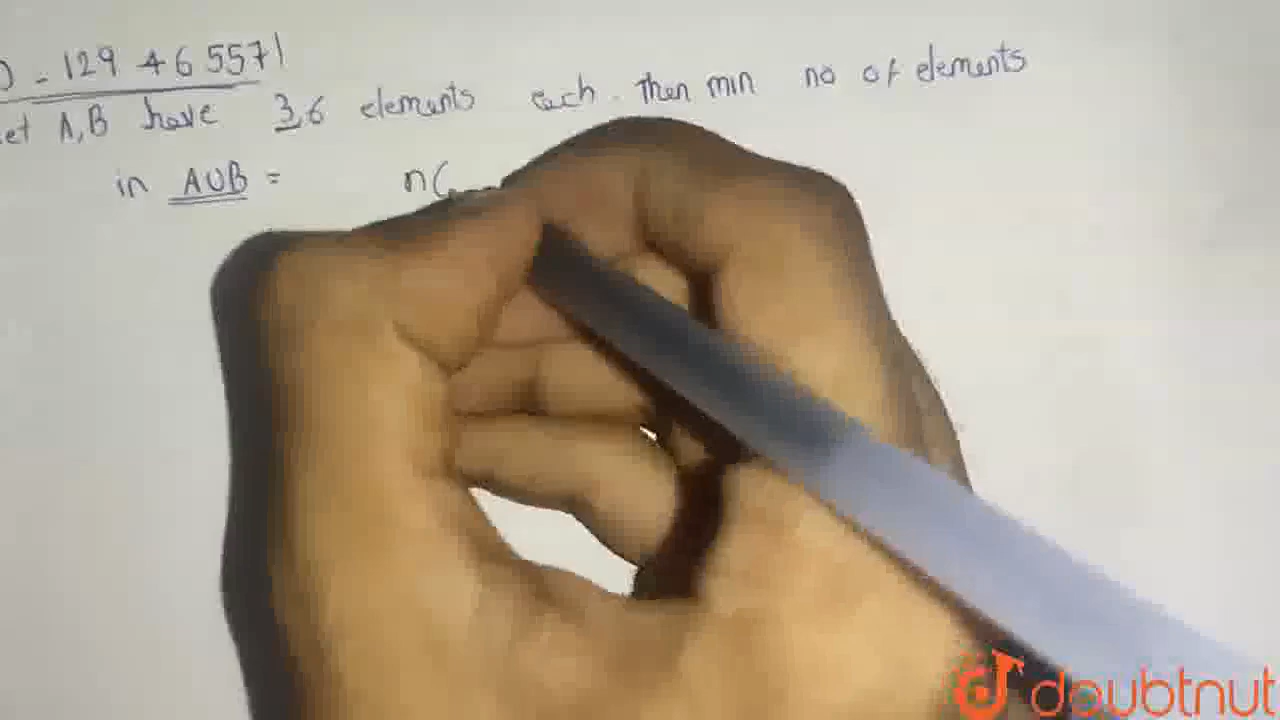 - 129 46 5571
et A,B have 3,6 elements each. then min no of elements
in A∪B = n(
doubtnut